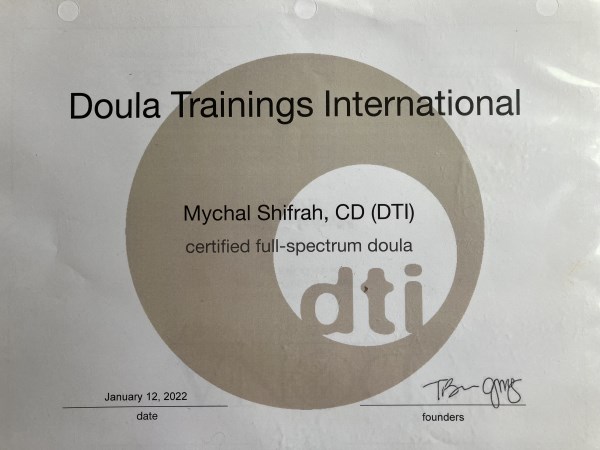 Doula Trainings International
Mychal Shifrah, CD (DTI)
certified full-spectrum doula
dti
January 12, 2022
date
founders